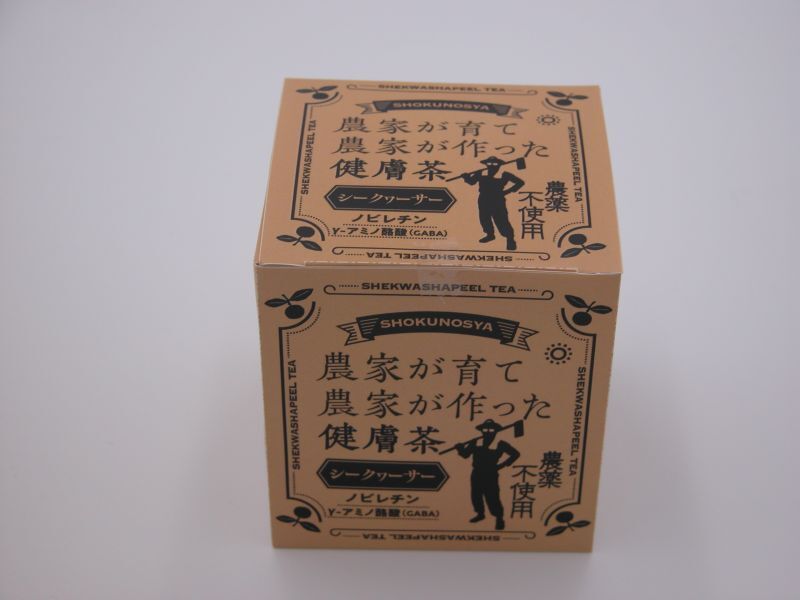 SHEKWASHAPEEL TEA
SHEKWASHAPEEL TEA
SHEKWASHAPEEL TEA
SHOKUNOSYA
農家が育て
農家が作った
健膚茶
シークヮーサー
ノビレチン
γ-アミノ酪酸(GABA)
農薬
不使用
SHEKWASHAPEEL TEA
SHEKWASHAPEEL TEA
SHEKWASHAPEEL TEA
SHEKWASHAPEEL TEA
SHOKUNOSYA
農家が育て
農家が作った
健膚茶
シークヮーサー
ノビレチン
γ-アミノ酪酸(GABA)
農薬
不使用
SHEKWASHAPEEL TEA